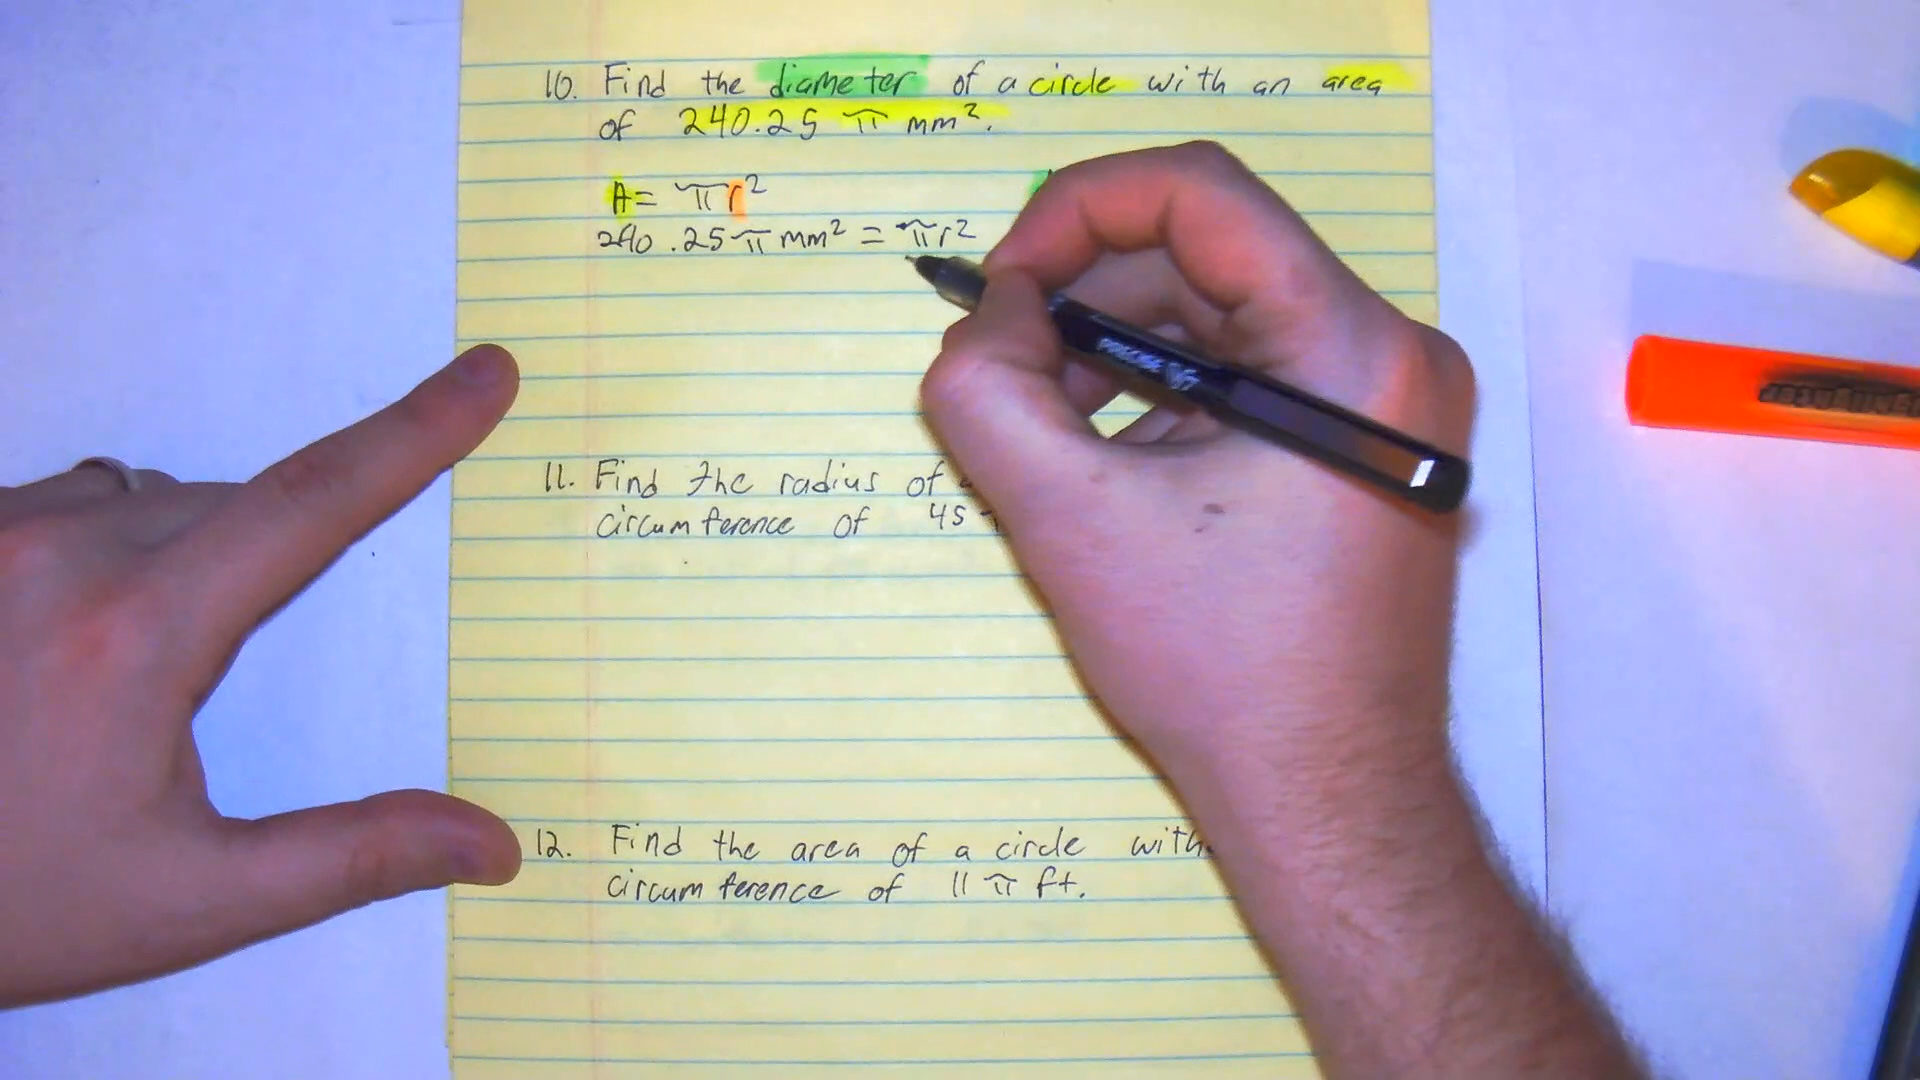 10. Find the diameter of a circle with an area
of 240.25 π mm².
A = πr²
240.25 π mm² = πr²
PRECISE V5
11. Find the radius of
circumference of 45
12. Find the area of a circle with
circumference of 11 π ft.